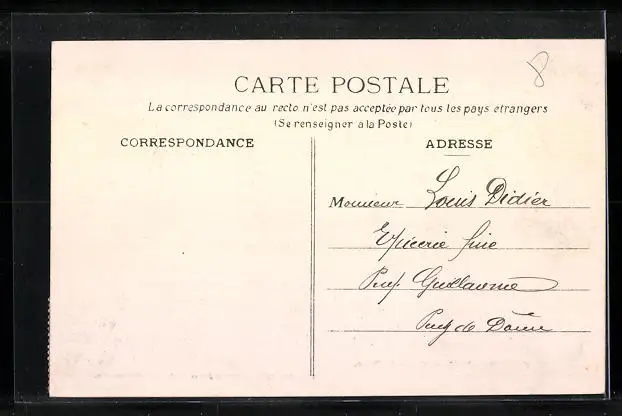 8
CARTE POSTALE
La correspondance au recto n'est pas acceptée par tous les pays etrangers
(Se renseigner a la Poste)
CORRESPONDANCE
ADRESSE
Monsieur Louis Didier
Epicerie fine
Puy Guillaume
Puy de Dôme